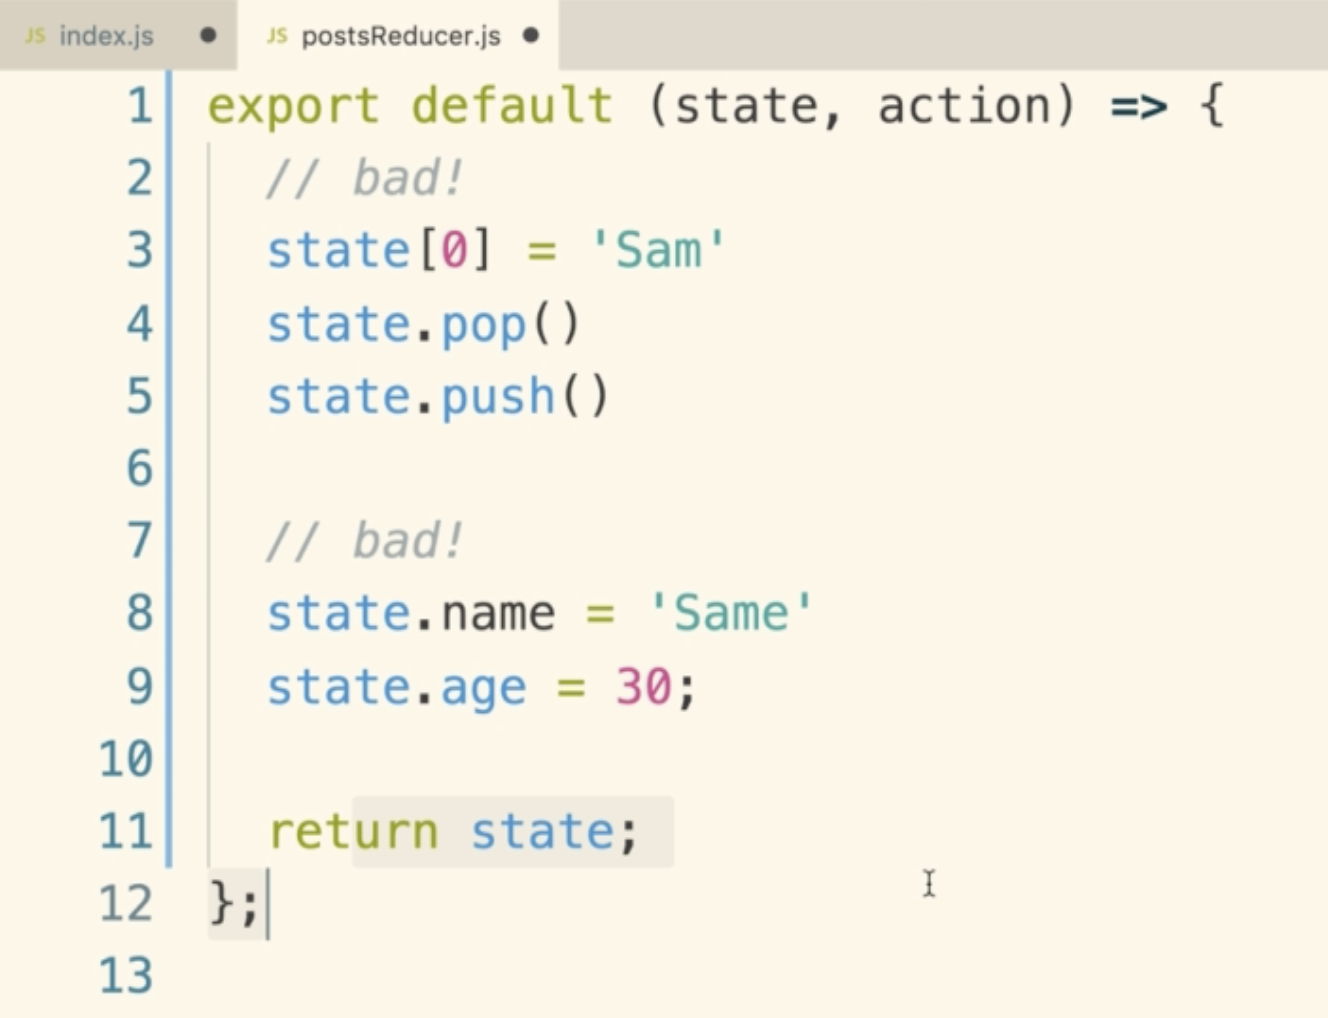 JS index.js JS postsReducer.js
1 export default (state, action) => {
2 // bad!
3 state[0] = 'Sam'
4 state.pop()
5 state.push()
6
7 // bad!
8 state.name = 'Same'
9 state.age = 30;
10
11 return state;
12 };
13